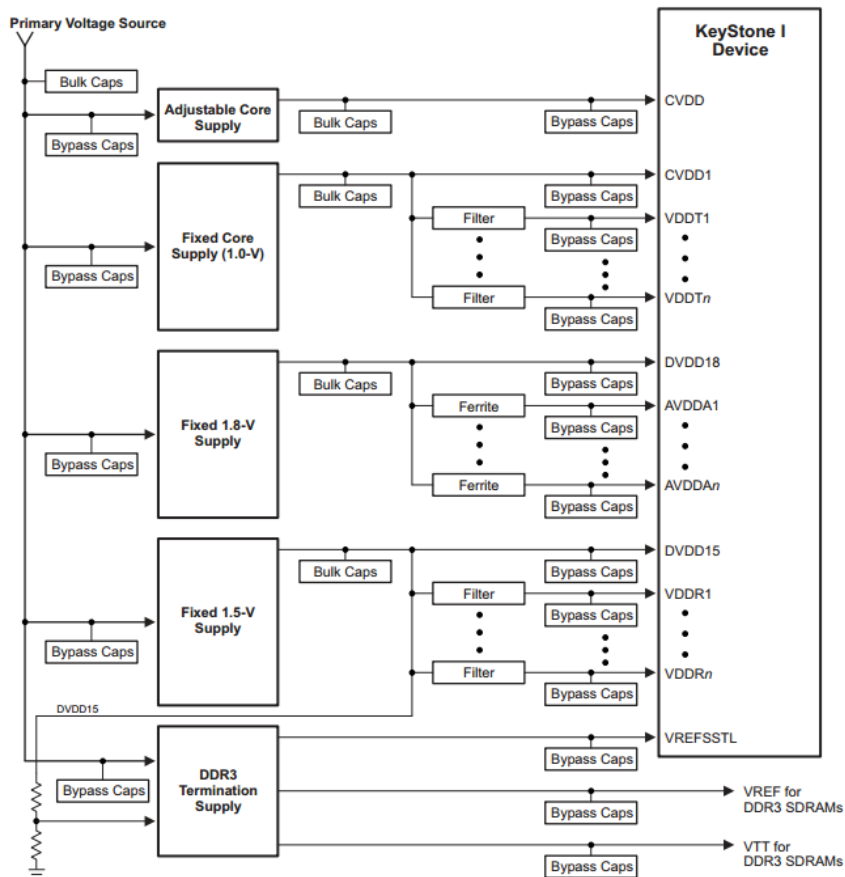 Primary Voltage Source
KeyStone I
Device
Bulk Caps
Adjustable Core
Supply
CVDD
Bypass Caps
Bulk Caps
Bypass Caps
CVDD1
Bulk Caps
Bypass Caps
Filter
VDDT1
Fixed Core
Supply (1.0-V)
Bypass Caps
Bypass Caps
Filter
VDDTn
Bypass Caps
DVDD18
Bulk Caps
Bypass Caps
Ferrite
AVDDA1
Fixed 1.8-V
Supply
Bypass Caps
Bypass Caps
Ferrite
AVDDAn
Bypass Caps
DVDD15
Bulk Caps
Bypass Caps
Filter
VDDR1
Fixed 1.5-V
Supply
Bypass Caps
Bypass Caps
Filter
VDDRn
Bypass Caps
DVDD15
VREFSSTL
Bypass Caps
DDR3
Termination
Supply
Bypass Caps
VREF for
DDR3 SDRAMs
Bypass Caps
VTT for
DDR3 SDRAMs
Bypass Caps